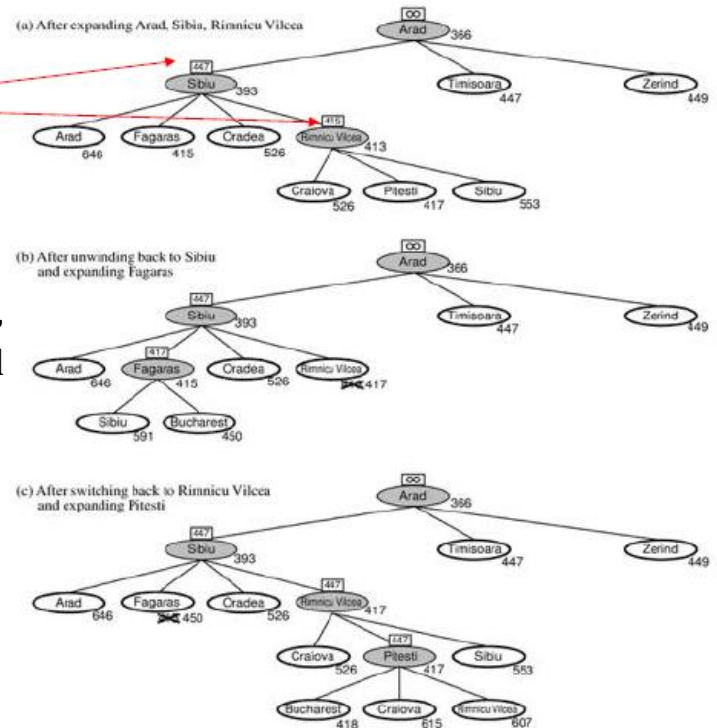 (a) After expanding Arad, Sibiu, Rimnicu Vilcea
∞
Arad 366
447
Sibiu 393
Timisoara 447
Zerind 449
Arad 646
Fagaras 415
Oradea 526
415
Rimnicu Vilcea 413
Craiova 526
Pitesti 417
Sibiu 553
(b) After unwinding back to Sibiu
and expanding Fagaras
∞
Arad 366
447
Sibiu 393
Timisoara 447
Zerind 449
Arad 646
417
Fagaras 415
Oradea 526
Rimnicu Vilcea 417
Sibiu 591
Bucharest 450
(c) After switching back to Rimnicu Vilcea
and expanding Pitesti
∞
Arad 366
447
Sibiu 393
Timisoara 447
Zerind 449
Arad 646
Fagaras 450
Oradea 526
447
Rimnicu Vilcea 417
Craiova 526
447
Pitesti 417
Sibiu 553
Bucharest 418
Craiova 615
Rimnicu Vilcea 607